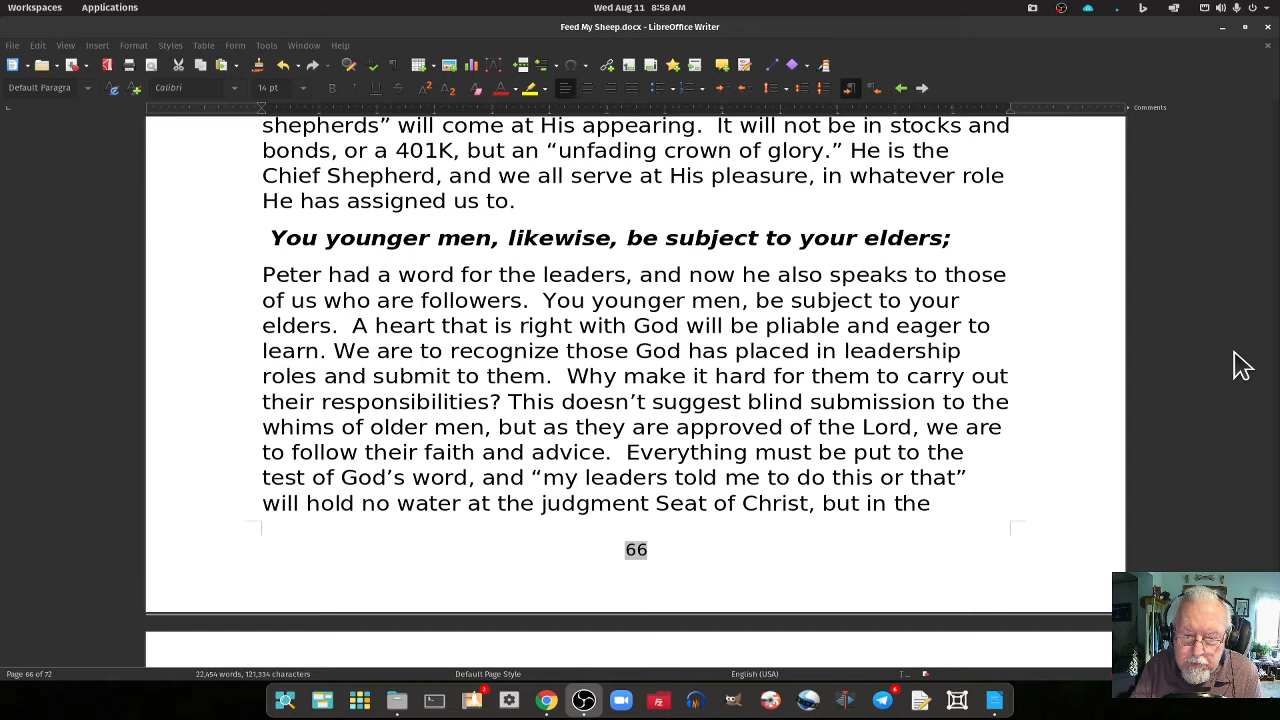 Workspaces Applications Wed Aug 11 8:58 AM
Feed My Sheep.docx - LibreOffice Writer
File Edit View Insert Format Styles Table Form Tools Window Help
Default Paragra Calibri 14 pt
Comments
shepherds” will come at His appearing.  It will not be in stocks and
bonds, or a 401K, but an “unfading crown of glory.” He is the
Chief Shepherd, and we all serve at His pleasure, in whatever role
He has assigned us to.
You younger men, likewise, be subject to your elders;
Peter had a word for the leaders, and now he also speaks to those
of us who are followers.  You younger men, be subject to your
elders.  A heart that is right with God will be pliable and eager to
learn. We are to recognize those God has placed in leadership
roles and submit to them.  Why make it hard for them to carry out
their responsibilities? This doesn’t suggest blind submission to the
whims of older men, but as they are approved of the Lord, we are
to follow their faith and advice.  Everything must be put to the
test of God’s word, and “my leaders told me to do this or that”
will hold no water at the judgment Seat of Christ, but in the
66
Page 66 of 72 22,454 words, 121,334 characters Default Page Style English (USA)